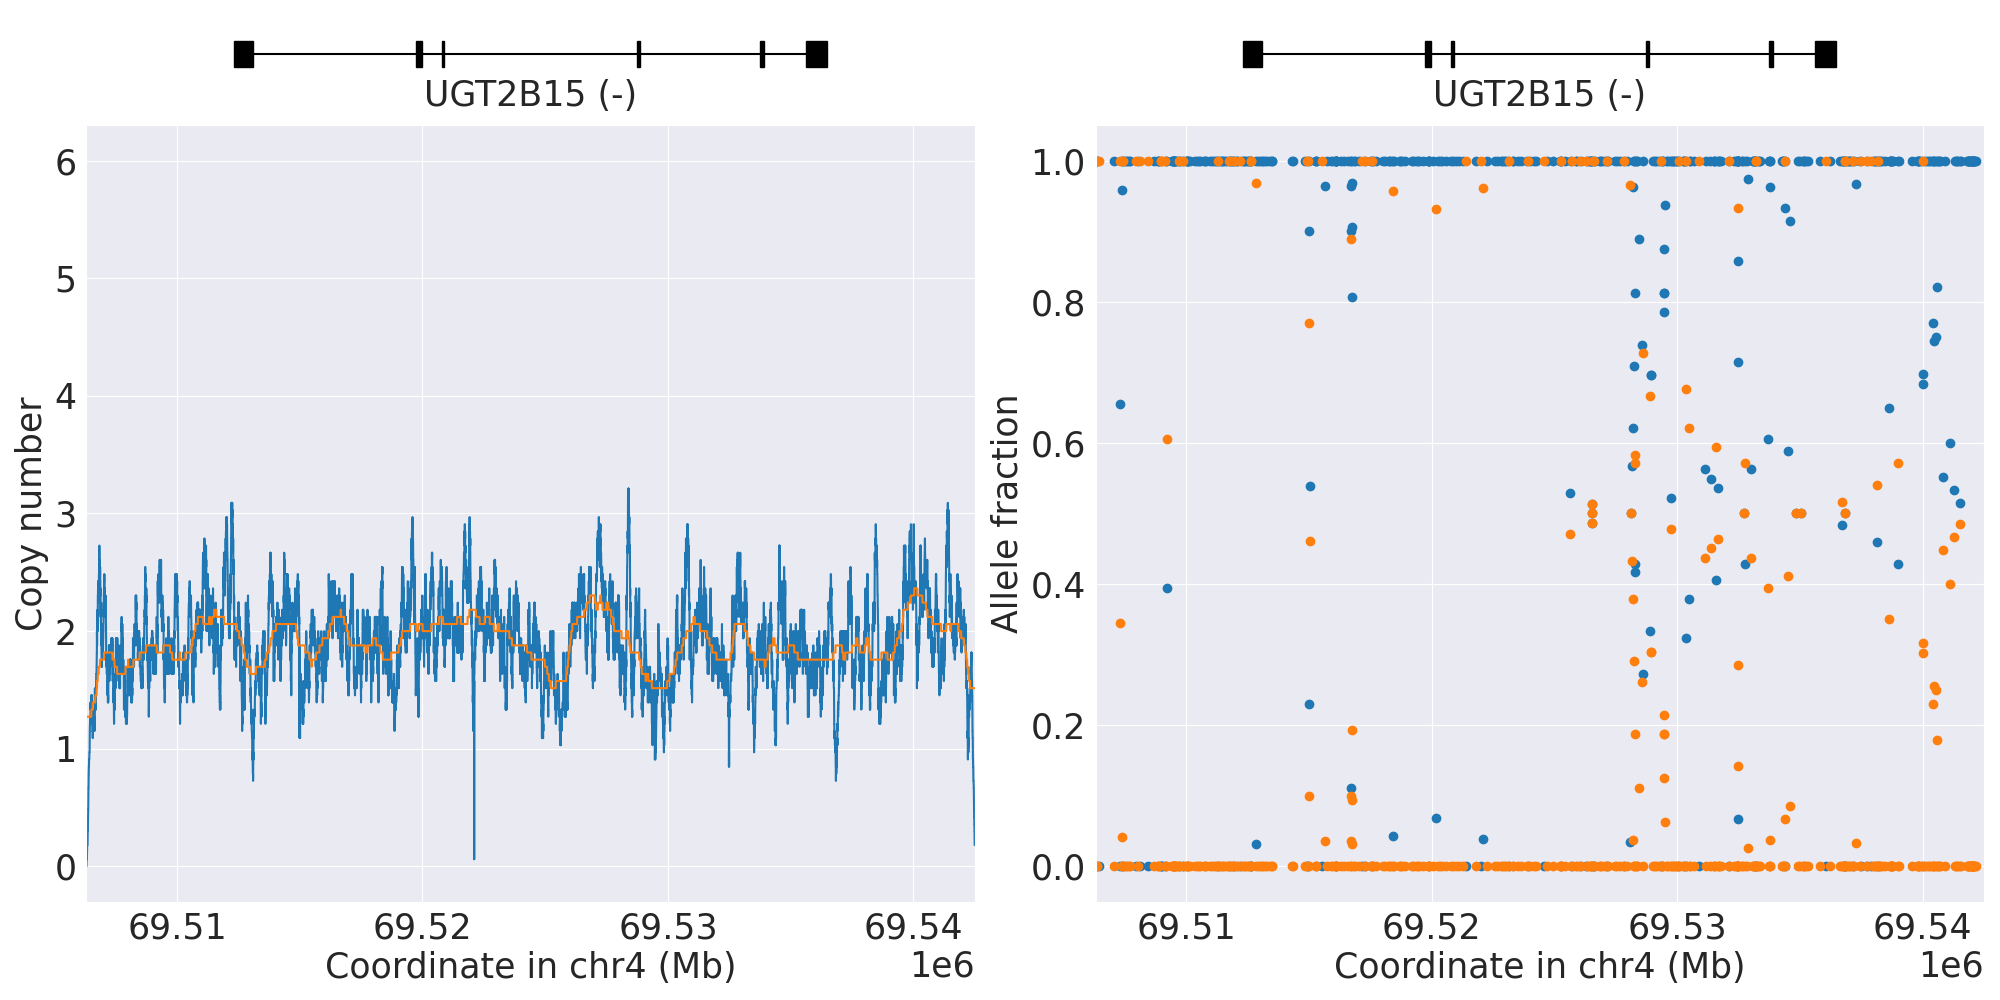 UGT2B15 (-)
6
5
4
3
2
1
0
Copy number
69.51 69.52 69.53 69.54
Coordinate in chr4 (Mb)
1e6
UGT2B15 (-)
1.0
0.8
0.6
0.4
0.2
0.0
Allele fraction
69.51 69.52 69.53 69.54
Coordinate in chr4 (Mb)
1e6